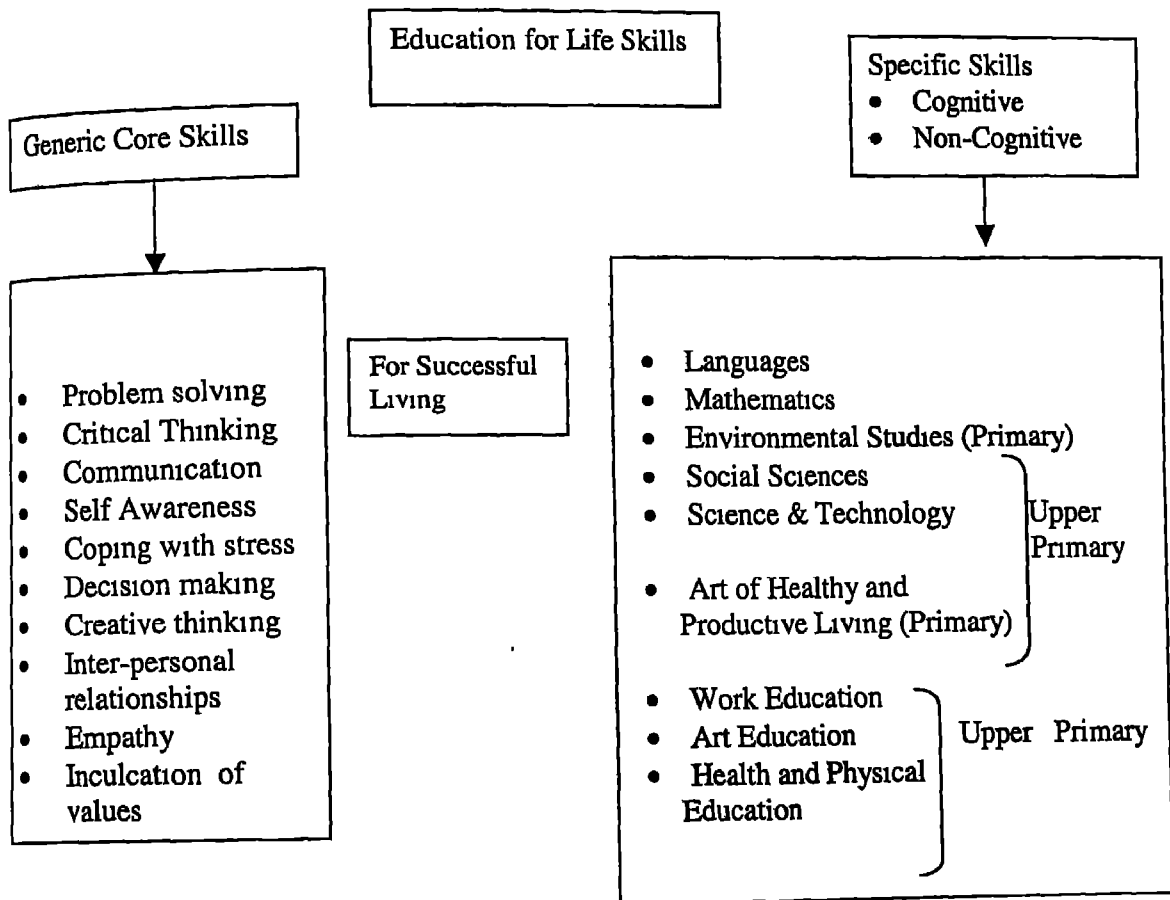 Education for Life Skills
Specific Skills
• Cognitive
• Non-Cognitive
Generic Core Skills
• Problem solving
• Critical Thinking
• Communication
• Self Awareness
• Coping with stress
• Decision making
• Creative thinking
• Inter-personal
relationships
• Empathy
• Inculcation of
values
For Successful
Living
• Languages
• Mathematics
• Environmental Studies (Primary)
• Social Sciences
• Science & Technology
Upper
Primary
• Art of Healthy and
Productive Living (Primary)
• Work Education
• Art Education
• Health and Physical
Education
Upper Primary